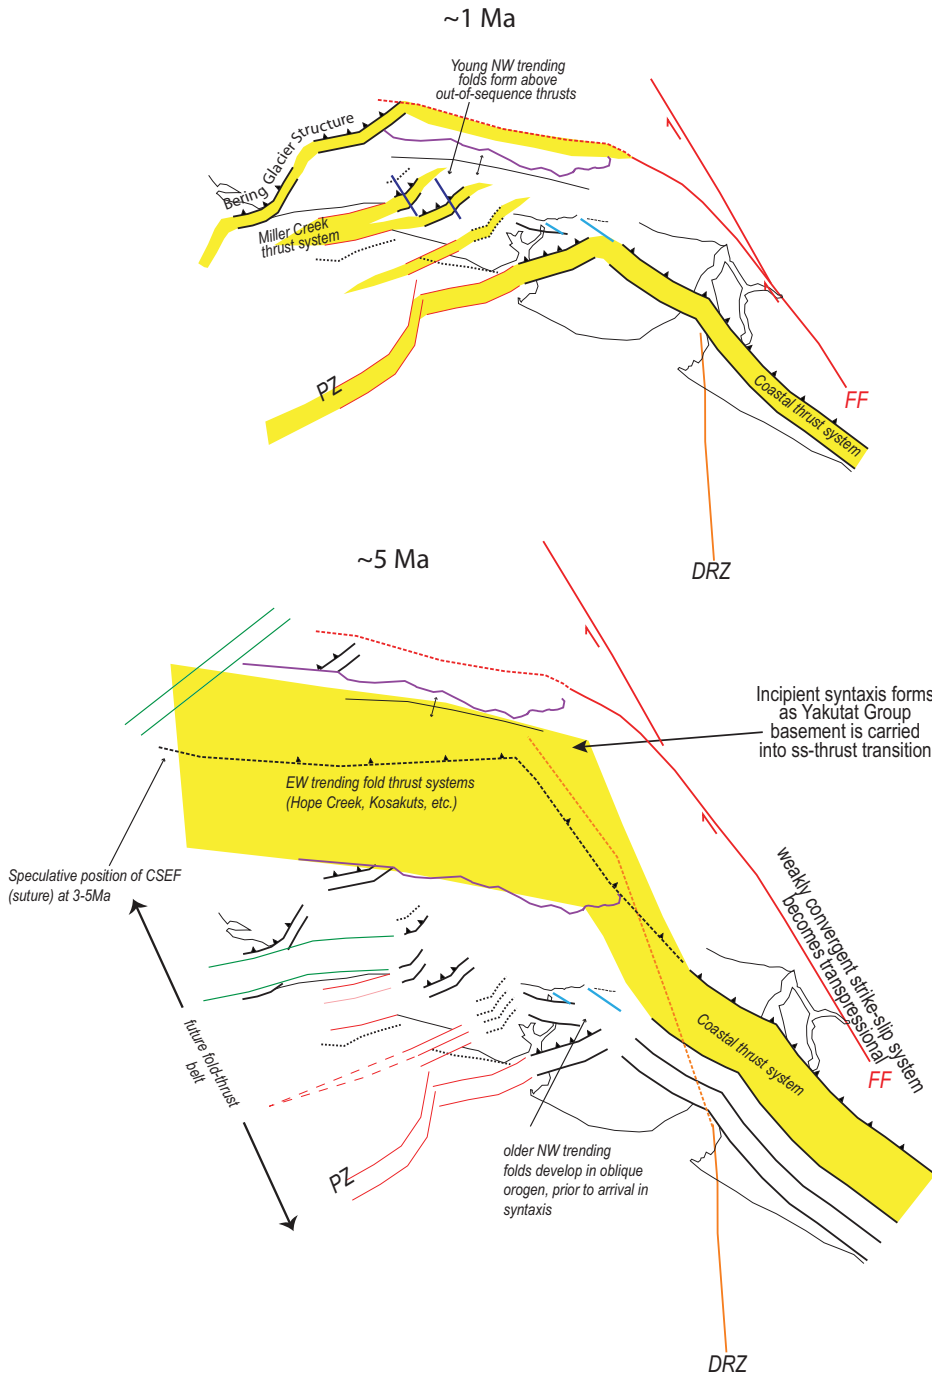 ~1 Ma
Young NW trending
folds form above
out-of-sequence thrusts
Bering Glacier Structure
Miller Creek
thrust system
PZ
FF
Coastal thrust system
DRZ
~5 Ma
Incipient syntaxis forms
as Yakutat Group
basement is carried
into ss-thrust transition
EW trending fold thrust systems
(Hope Creek, Kosakuts, etc.)
Speculative position of CSEF
(suture) at 3-5Ma
weakly convergent strike-slip system
becomes transpressional
Coastal thrust system
future fold-thrust
belt
FF
older NW trending
folds develop in oblique
orogen, prior to arrival in
syntaxis
PZ
DRZ